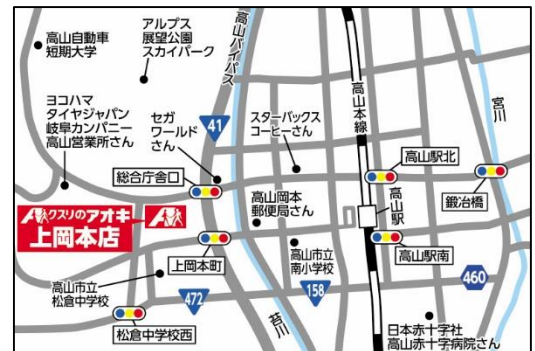 高山自動車
短期大学
アルプス
展望公園
スカイパーク
高山バイパス
ヨコハマ
タイヤジャパン
岐阜カンパニー
高山営業所さん
セガ
ワールド
さん
41
スターバックス
コーヒーさん
高山本線
宮川
高山駅北
総合庁舎口
高山岡本
郵便局さん
高山駅
鍛冶橋
クスリのアオキ
上岡本店
上岡本町
高山市立
南小学校
高山駅南
高山市立
松倉中学校
472
158
460
松倉中学校西
苔川
日本赤十字社
高山赤十字病院さん